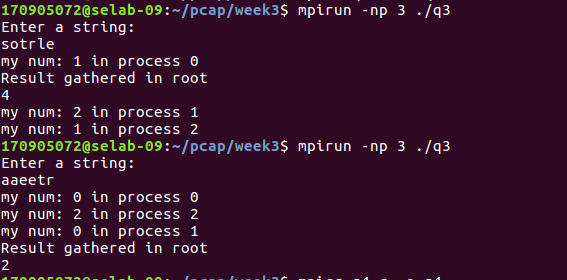 170905072@selab-09:~/pcap/week3$ mpirun -np 3 ./q3
Enter a string:
sotrle
my num: 1 in process 0
Result gathered in root
4
my num: 2 in process 1
my num: 1 in process 2
170905072@selab-09:~/pcap/week3$ mpirun -np 3 ./q3
Enter a string:
aaeetr
my num: 0 in process 0
my num: 2 in process 2
my num: 0 in process 1
Result gathered in root
2